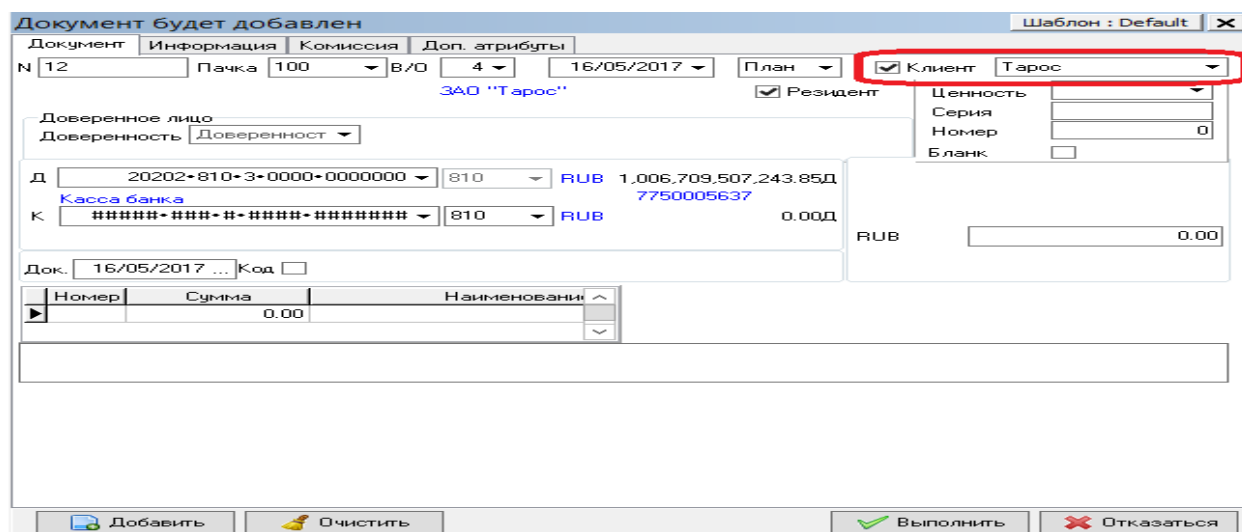 Документ будет добавлен Шаблон : Default
Документ Информация Комиссия Доп. атрибуты
N 12 Пачка 100 В/О 4 16/05/2017 План Клиент Тарос
ЗАО "Тарос" Резидент Ценность
Серия
Доверенное лицо
Доверенность Доверенност Номер 0
Бланк
Д 20202•810•3•0000•0000000 810 RUB 1,006,709,507,243.85Д
Касса банка 7750005637
К #####•###•#•####•####### 810 RUB 0.00Д
RUB 0.00
Док. 16/05/2017 ... Код
Номер Сумма Наименовани
0.00
Добавить Очистить Выполнить Отказаться